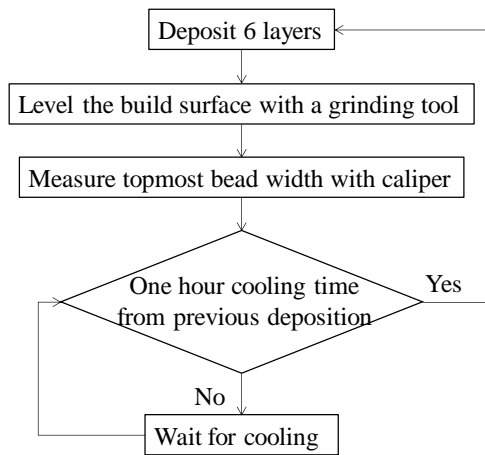 Deposit 6 layers
Level the build surface with a grinding tool
Measure topmost bead width with caliper
One hour cooling time
from previous deposition
Yes
No
Wait for cooling